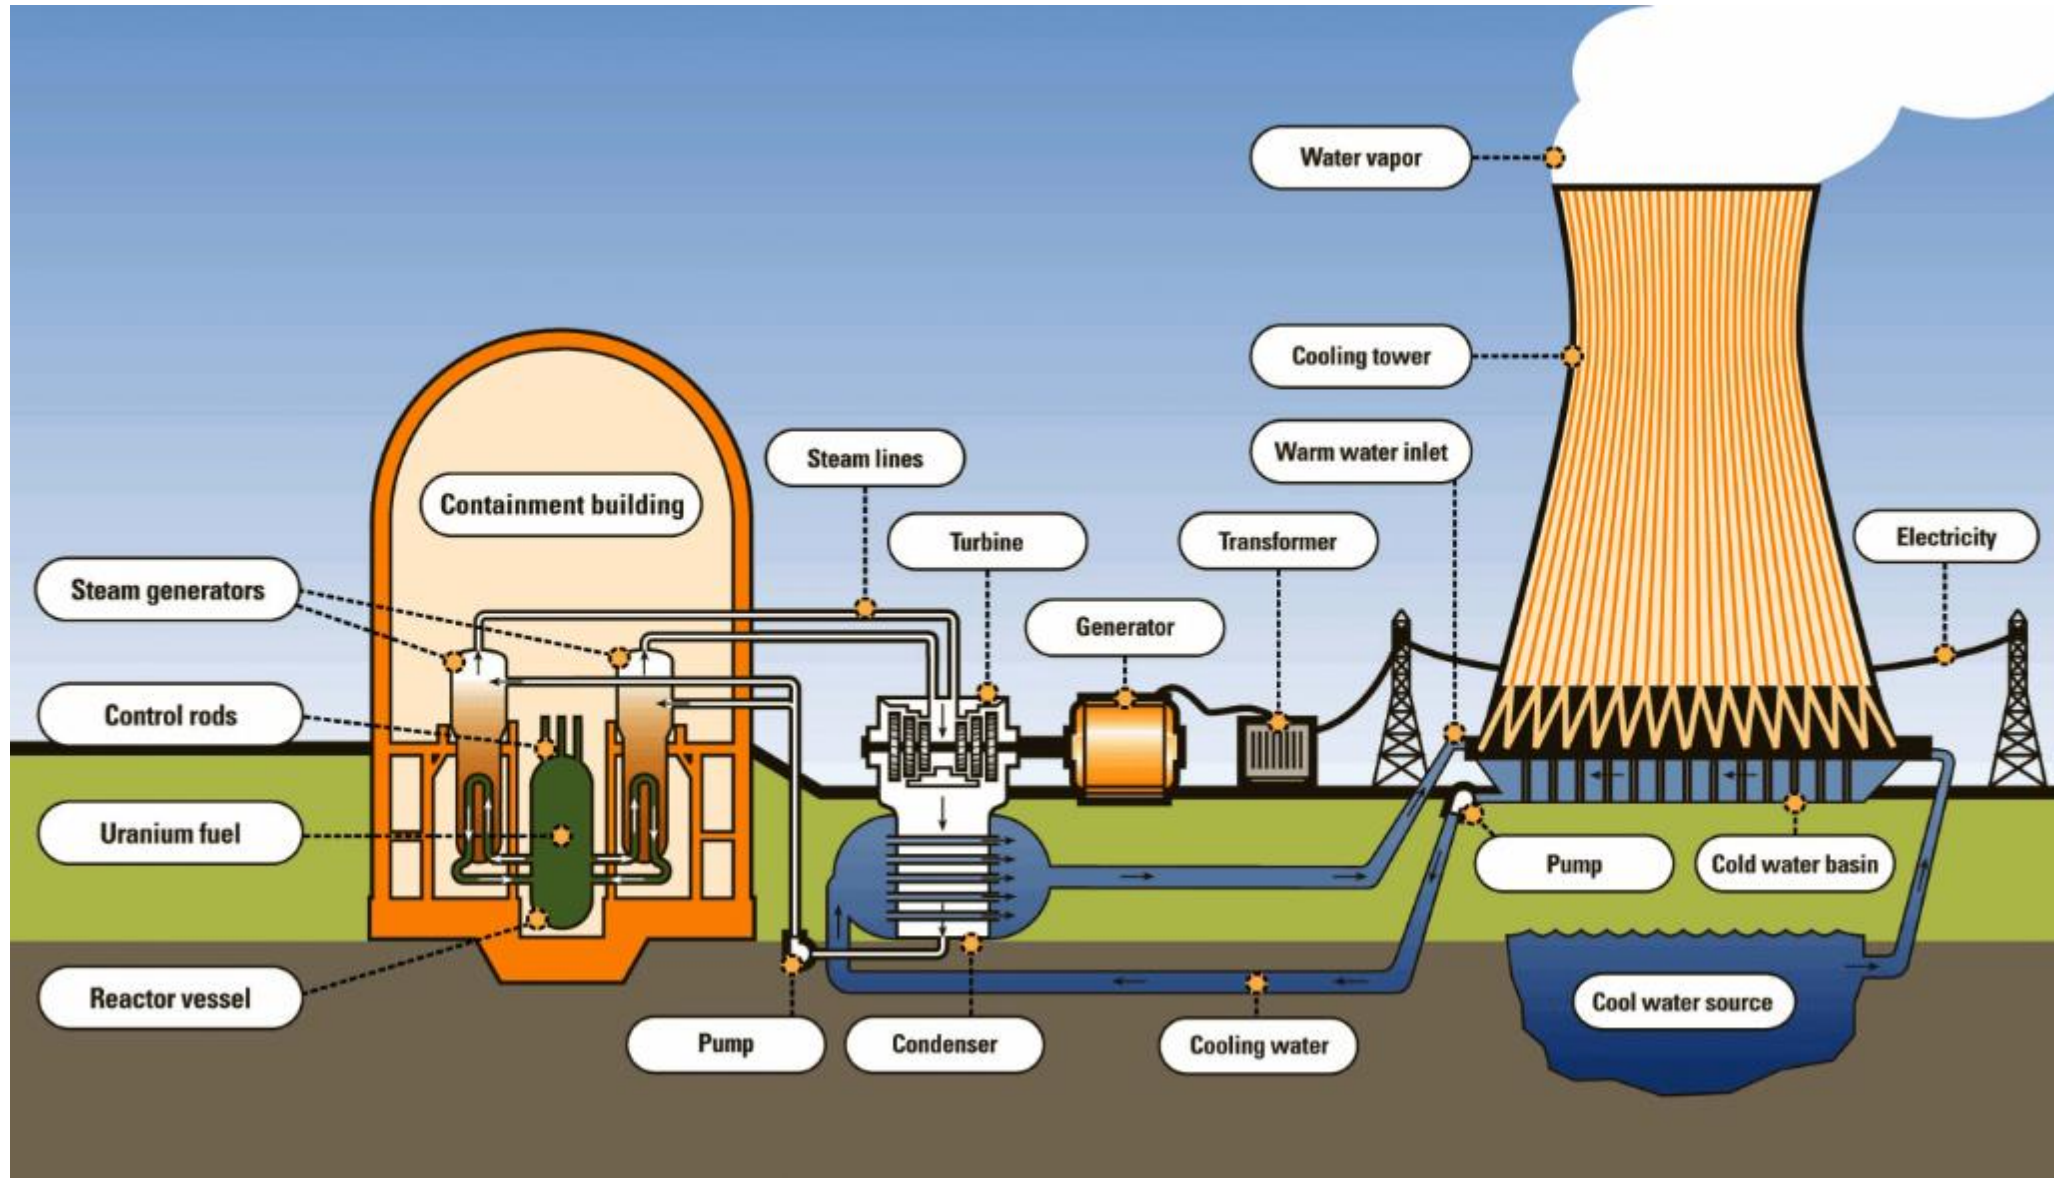 Water vapor
Cooling tower
Steam lines
Warm water inlet
Containment building
Turbine
Transformer
Electricity
Steam generators
Generator
Control rods
Uranium fuel
Pump
Cold water basin
Reactor vessel
Cool water source
Pump
Condenser
Cooling water